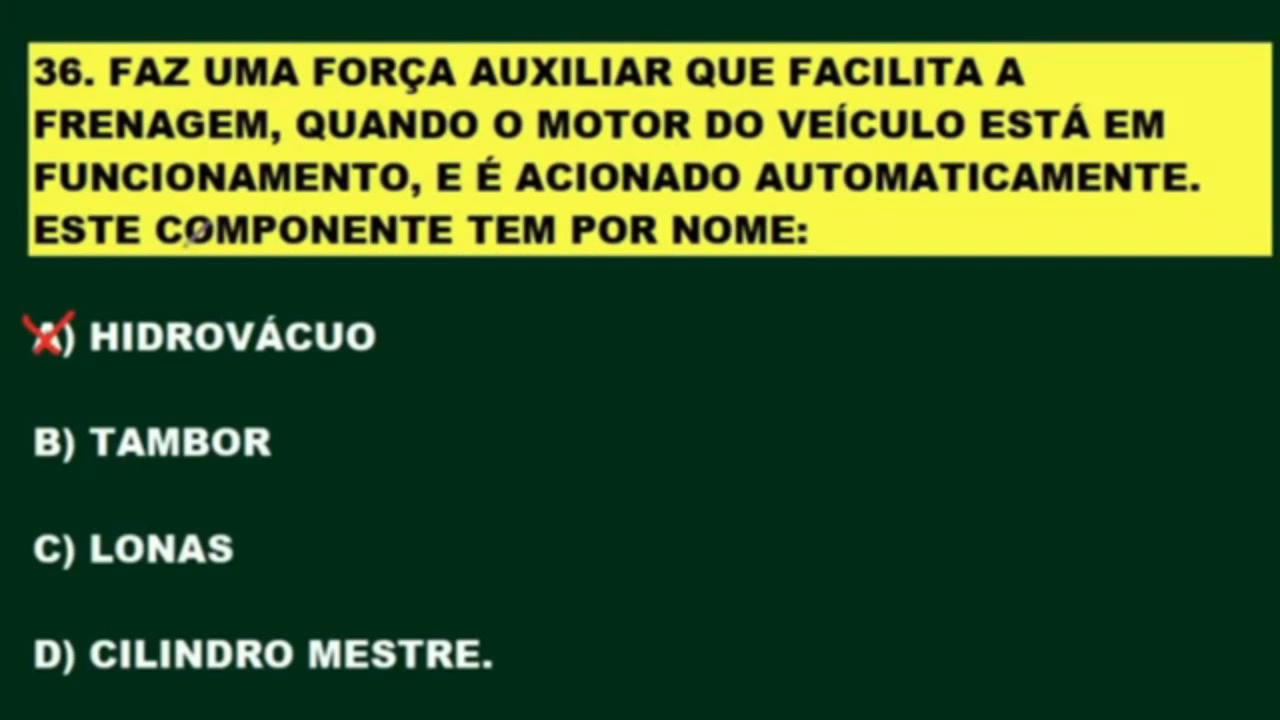 36. FAZ UMA FORÇA AUXILIAR QUE FACILITA A
FRENAGEM, QUANDO O MOTOR DO VEÍCULO ESTÁ EM
FUNCIONAMENTO, E É ACIONADO AUTOMATICAMENTE.
ESTE COMPONENTE TEM POR NOME:
A) HIDROVÁCUO
B) TAMBOR
C) LONAS
D) CILINDRO MESTRE.